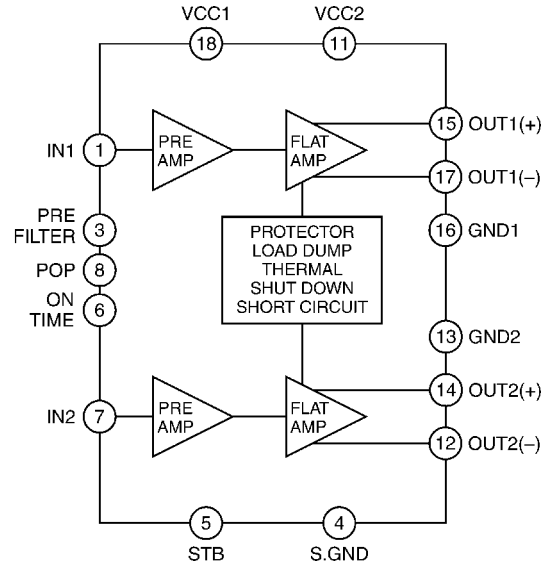 VCC1 VCC2
18 11
IN1 1
PRE
AMP
FLAT
AMP
15 OUT1(+)
17 OUT1(−)
PRE
FILTER
3
POP 8
ON
TIME
6
PROTECTOR
LOAD DUMP
THERMAL
SHUT DOWN
SHORT CIRCUIT
16 GND1
13 GND2
IN2 7
PRE
AMP
FLAT
AMP
14 OUT2(+)
12 OUT2(−)
5 4
STB S.GND